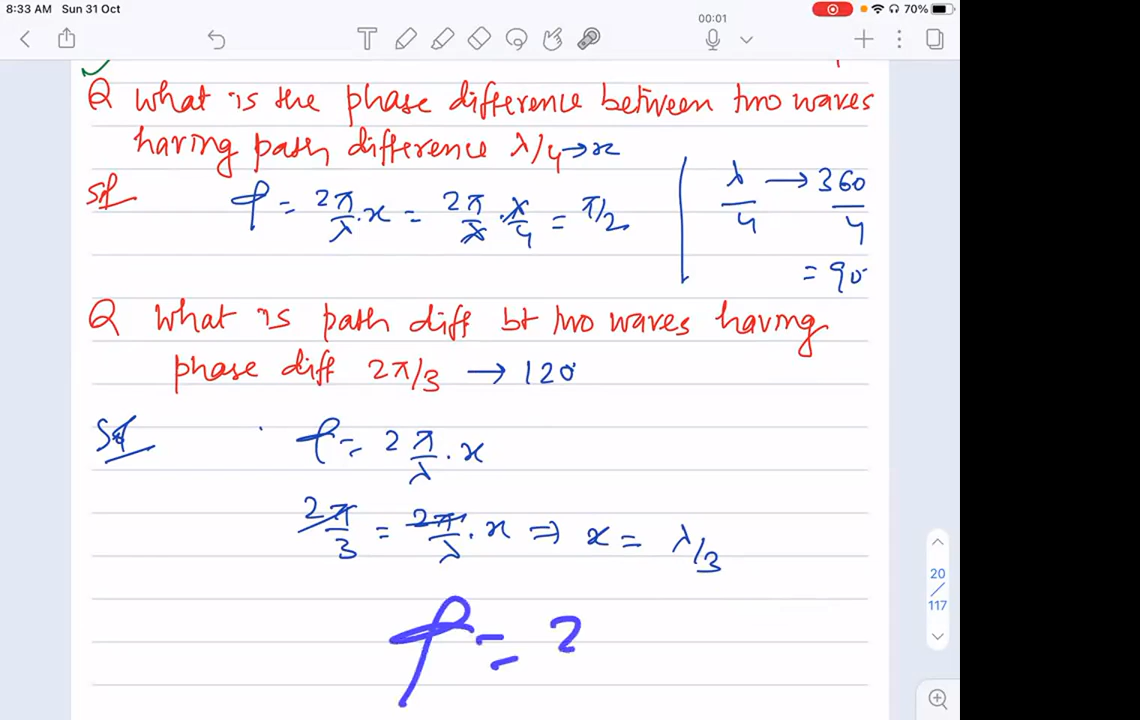 8:33 AM Sun 31 Oct
70%
00:01
Q What is the phase difference between two waves
having path difference λ/4 → x
Sol
φ = 2π/λ . x = 2π/λ . λ/4 = π/2
λ/4 → 360/4
= 90°
Q What is path diff bt two waves having
phase diff 2π/3 → 120°
Sol
φ = 2π/λ . x
2π/3 = 2π/λ . x ⇒ x = λ/3
φ = 2
20
/
117